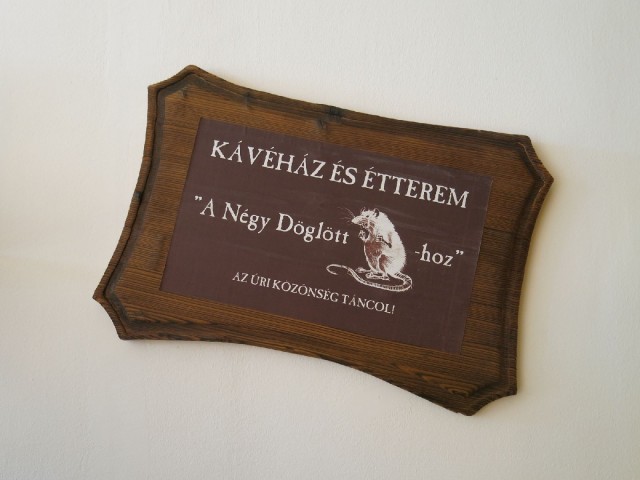 KÁVÉHÁZ ÉS ÉTTEREM
"A Négy Döglött -hoz"
AZ ÚRI KÖZÖNSÉG TÁNCOL!